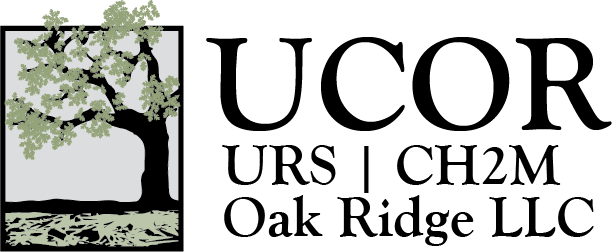 UCOR
URS | CH2M
Oak Ridge LLC